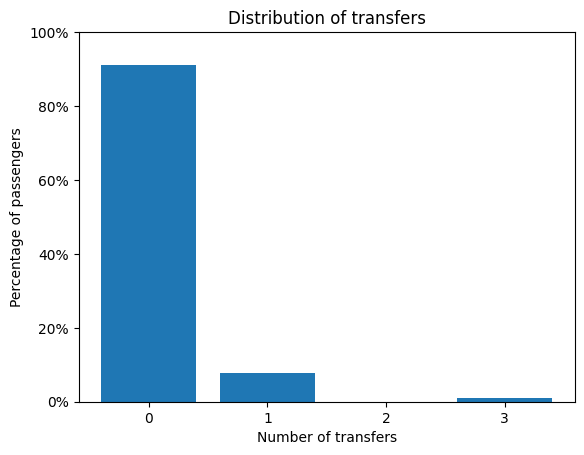 Distribution of transfers
Percentage of passengers
100%
80%
60%
40%
20%
0%
0 1 2 3
Number of transfers